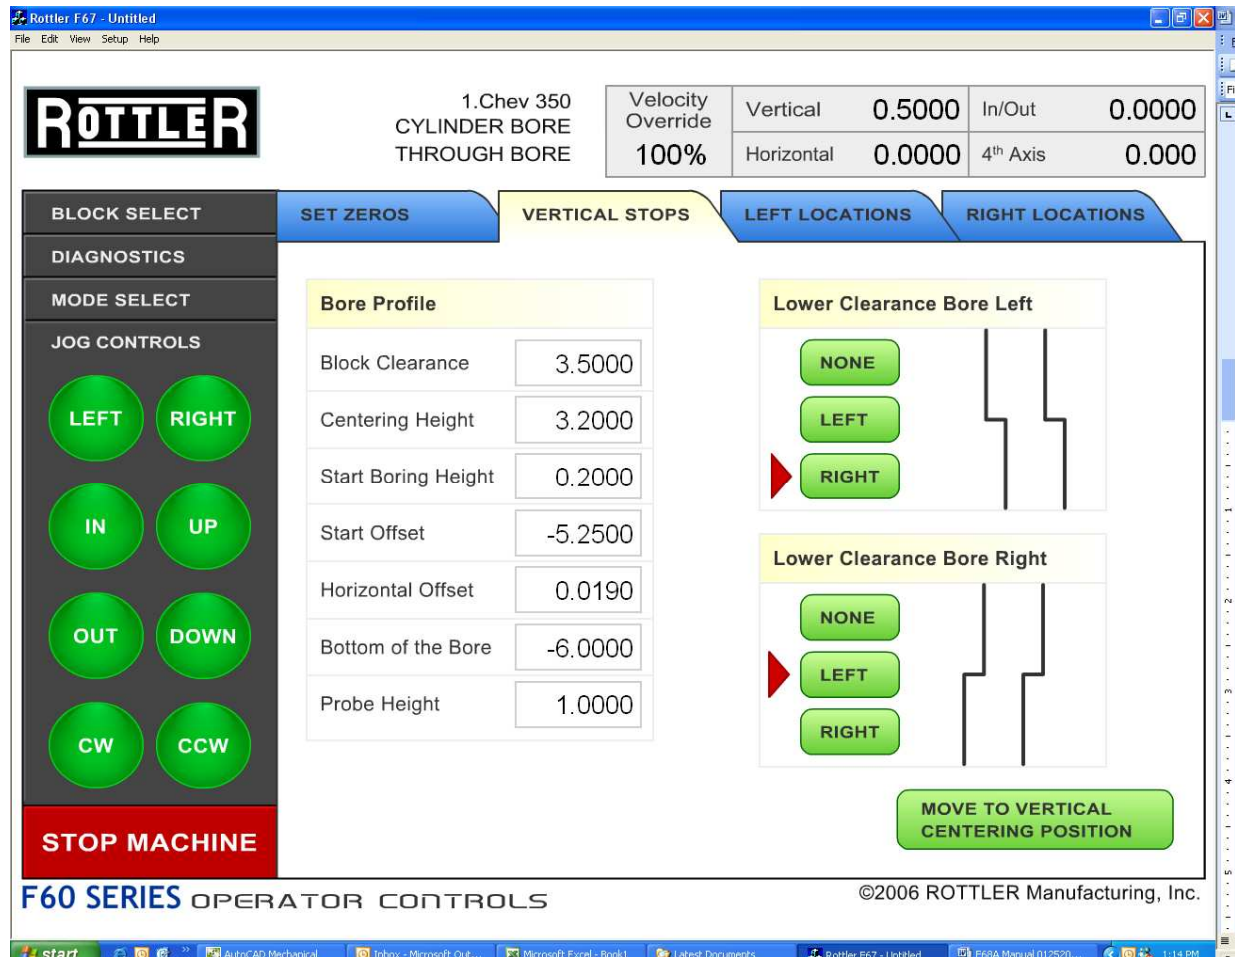 Rottler F67 - Untitled
File Edit View Setup Help
ROTTLER
1.Chev 350
CYLINDER BORE
THROUGH BORE
Velocity
Override
100%
Vertical 0.5000 In/Out 0.0000
Horizontal 0.0000 4th Axis 0.000
BLOCK SELECT
DIAGNOSTICS
MODE SELECT
JOG CONTROLS
LEFT RIGHT
IN UP
OUT DOWN
CW CCW
STOP MACHINE
SET ZEROS VERTICAL STOPS LEFT LOCATIONS RIGHT LOCATIONS
Bore Profile
Block Clearance 3.5000
Centering Height 3.2000
Start Boring Height 0.2000
Start Offset -5.2500
Horizontal Offset 0.0190
Bottom of the Bore -6.0000
Probe Height 1.0000
Lower Clearance Bore Left
NONE
LEFT
RIGHT
Lower Clearance Bore Right
NONE
LEFT
RIGHT
MOVE TO VERTICAL
CENTERING POSITION
F60 SERIES OPERATOR CONTROLS
©2006 ROTTLER Manufacturing, Inc.
start AutoCAD Mechanical Inbox - Microsoft Out... Microsoft Excel - Book1 Latest Documents Rottler F67 - Untitled F68A Manual 012520... 1:14 PM